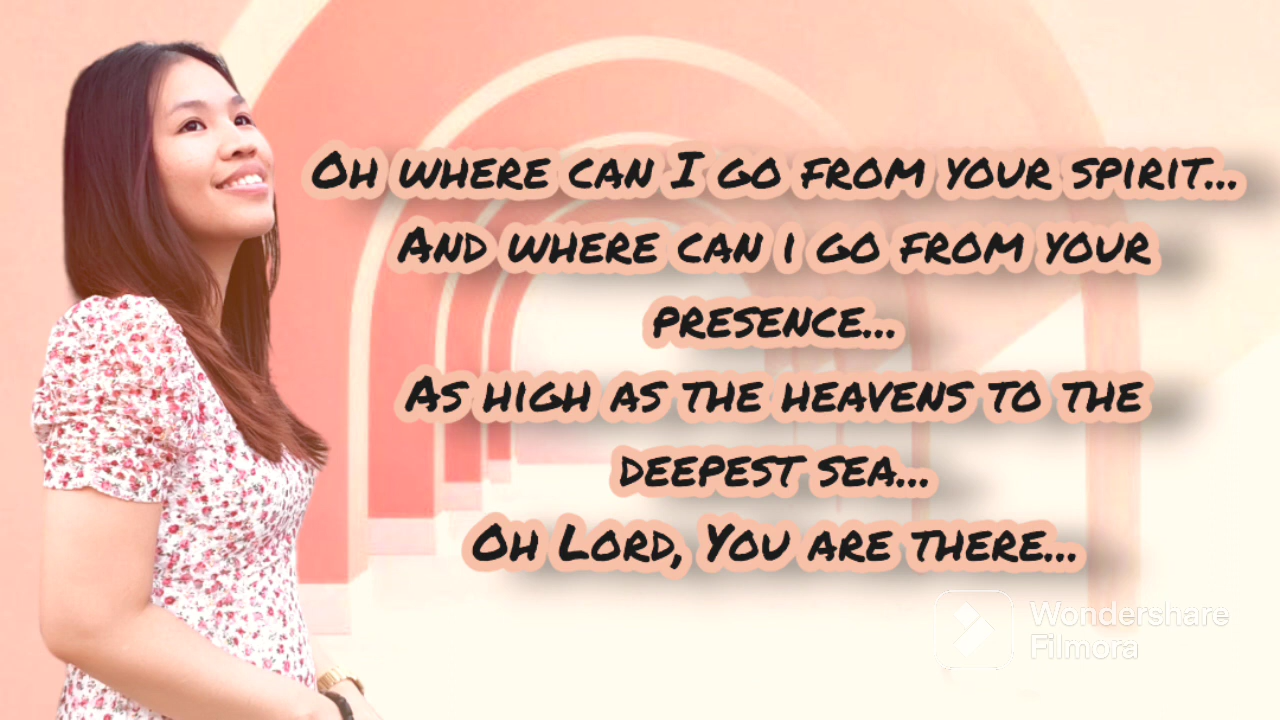 Oh where can I go from your spirit...
And where can i go from your
presence...
As high as the heavens to the
deepest sea...
Oh Lord, You are there...
Wondershare
Filmora